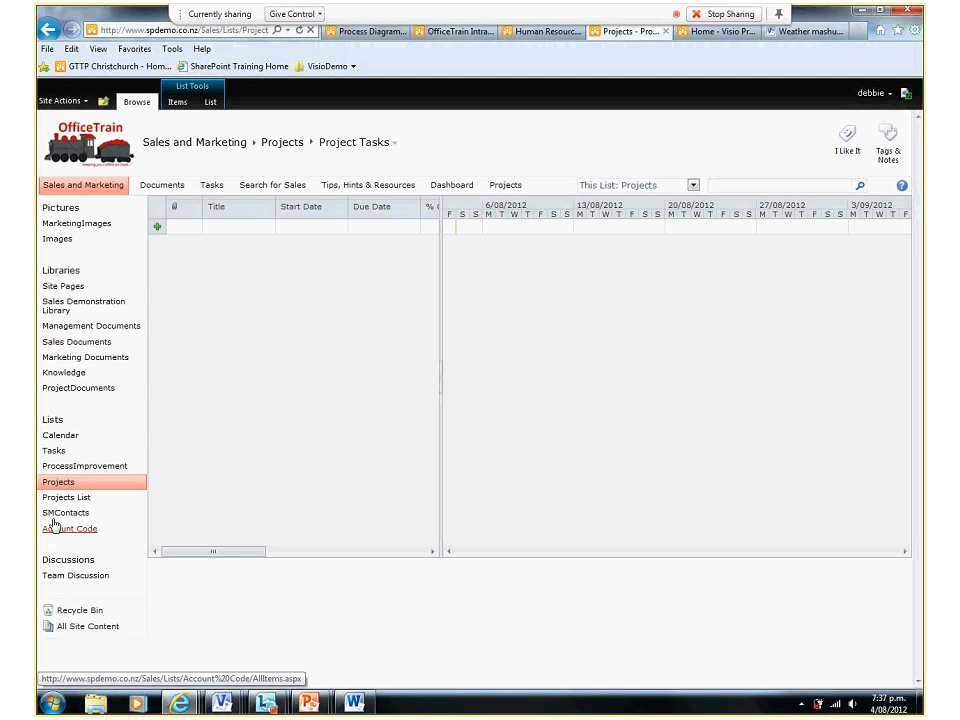 Currently sharing
Give Control
Stop Sharing
http://www.spdemo.co.nz/Sales/Lists/Project
Process Diagram...
OfficeTrain Intra...
Human Resourc...
Projects - Pro...
Home - Visio Pr...
Weather mashu...
File Edit View Favorites Tools Help
GTTP Christchurch - Hom...
SharePoint Training Home
VisioDemo
List Tools
Site Actions
Browse
Items
List
debbie
OfficeTrain
Sales and Marketing
Projects
Project Tasks
I Like It
Tags &
Notes
Sales and Marketing
Documents
Tasks
Search for Sales
Tips, Hints & Resources
Dashboard
Projects
This List: Projects
Pictures
MarketingImages
Images
Libraries
Site Pages
Sales Demonstration
Library
Management Documents
Sales Documents
Marketing Documents
Knowledge
ProjectDocuments
Lists
Calendar
Tasks
ProcessImprovement
Projects
Projects List
SMContacts
Account Code
Discussions
Team Discussion
Recycle Bin
All Site Content
Title
Start Date
Due Date
%
6/08/2012 13/08/2012 20/08/2012 27/08/2012 3/09/2012
F S S M T W T F S S M T W T F S S M T W T F S S M T W T F S S M T W T F
http://www.spdemo.co.nz/Sales/Lists/Account%20Code/AllItems.aspx
7:37 p.m.
4/08/2012